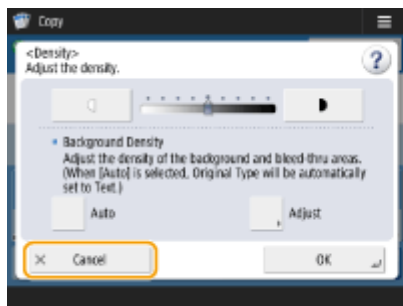 Copy
<Density>
Adjust the density.
?
Background Density
Adjust the density of the background and bleed-thru areas.
(When [Auto] is selected, Original Type will be automatically
set to Text.)
Auto
Adjust
× Cancel
OK